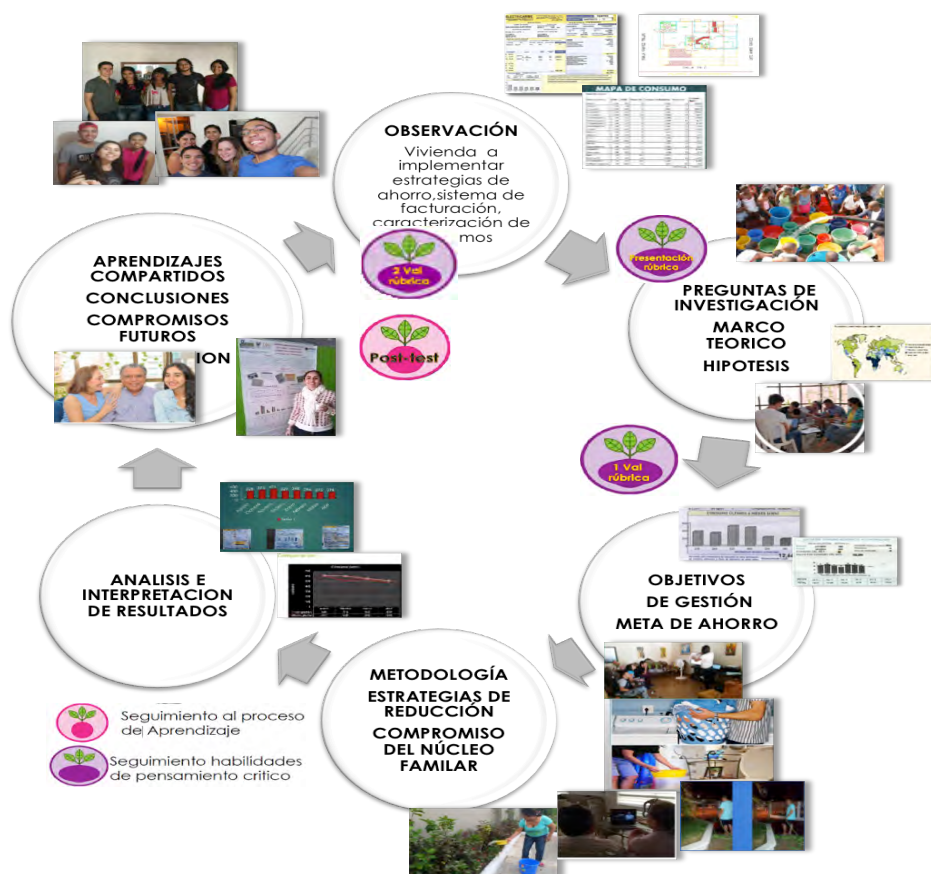 MAPA DE CONSUMO
OBSERVACIÓN
Vivienda a
implementar
estrategias de
ahorro,sistema de
facturación,
caracterización de
mos
2 Val
rúbrica
Presentación
rúbrica
PREGUNTAS DE
INVESTIGACIÓN
MARCO
TEORICO
HIPOTESIS
1 Val
rúbrica
OBJETIVOS
DE GESTIÓN
META DE AHORRO
METODOLOGÍA
ESTRATEGIAS DE
REDUCCIÓN
COMPROMISO
DEL NÚCLEO
FAMILAR
ANALISIS E
INTERPRETACION
DE RESULTADOS
APRENDIZAJES
COMPARTIDOS
CONCLUSIONES
COMPROMISOS
FUTUROS
ION
Post-test
Seguimiento al proceso
de Aprendizaje
Seguimiento habilidades
de pensamiento critico